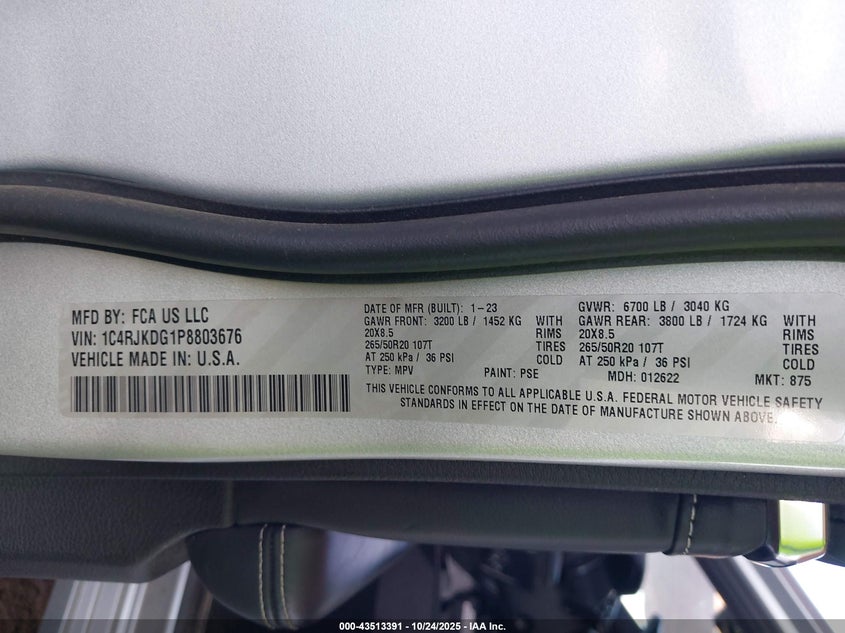 MFD BY: FCA US LLC
VIN: 1C4RJKDG1P8803676
VEHICLE MADE IN: U.S.A.
DATE OF MFR (BUILT): 1-23
GAWR FRONT: 3200 LB / 1452 KG WITH
20X8.5 RIMS
265/50R20 107T TIRES
AT 250 kPa / 36 PSI COLD
TYPE: MPV PAINT: PSE
GVWR: 6700 LB / 3040 KG
GAWR REAR: 3800 LB / 1724 KG WITH
20X8.5 RIMS
265/50R20 107T TIRES
AT 250 kPa / 36 PSI COLD
MDH: 012622 MKT: 875
THIS VEHICLE CONFORMS TO ALL APPLICABLE U.S.A. FEDERAL MOTOR VEHICLE SAFETY
STANDARDS IN EFFECT ON THE DATE OF MANUFACTURE SHOWN ABOVE.
000-43513391 - 10/24/2025 - IAA Inc.